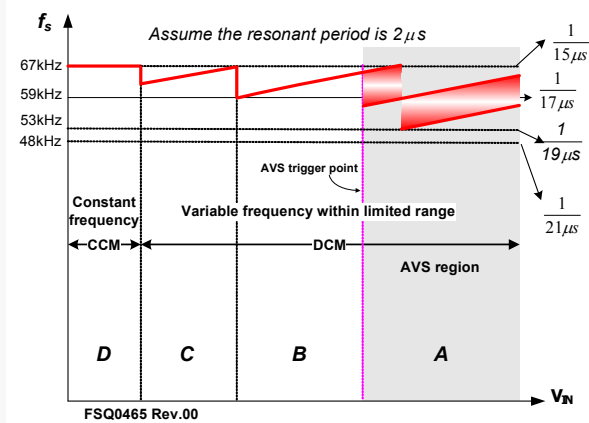 fs
Assume the resonant period is 2μs
67kHz
1
15μs
59kHz
1
17μs
53kHz
1
19μs
48kHz
1
21μs
AVS trigger point
Constant
frequency
Variable frequency within limited range
CCM
DCM
AVS region
D
C
B
A
VIN
FSQ0465 Rev.00